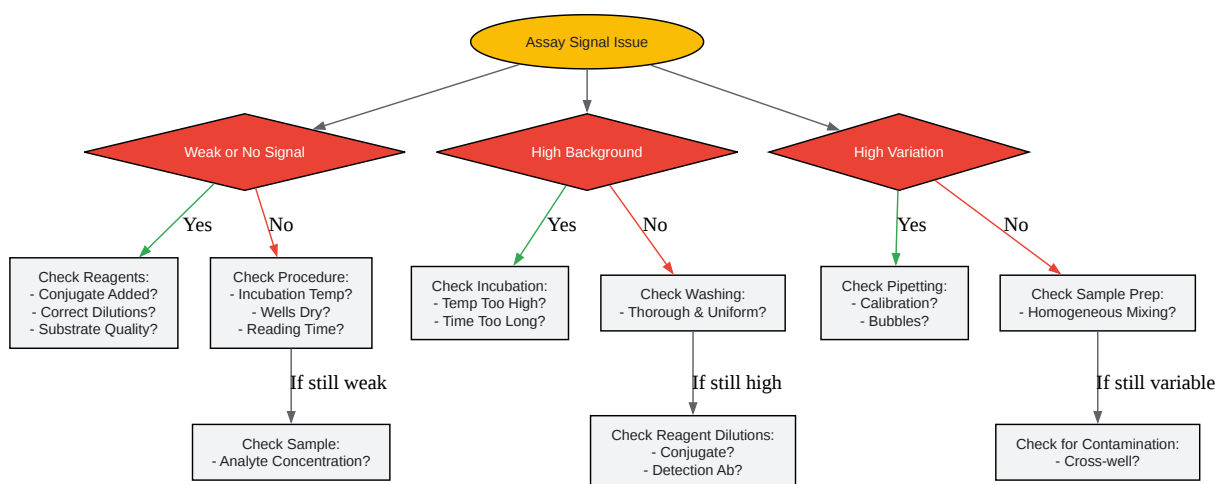 Assay Signal Issue
Weak or No Signal
High Background
High Variation
Yes
No
Yes
No
Yes
No
Check Reagents:
- Conjugate Added?
- Correct Dilutions?
- Substrate Quality?
Check Procedure:
- Incubation Temp?
- Wells Dry?
- Reading Time?
Check Incubation:
- Temp Too High?
- Time Too Long?
Check Washing:
- Thorough & Uniform?
Check Pipetting:
- Calibration?
- Bubbles?
Check Sample Prep:
- Homogeneous Mixing?
If still weak
If still high
If still variable
Check Sample:
- Analyte Concentration?
Check Reagent Dilutions:
- Conjugate?
- Detection Ab?
Check for Contamination:
- Cross-well?